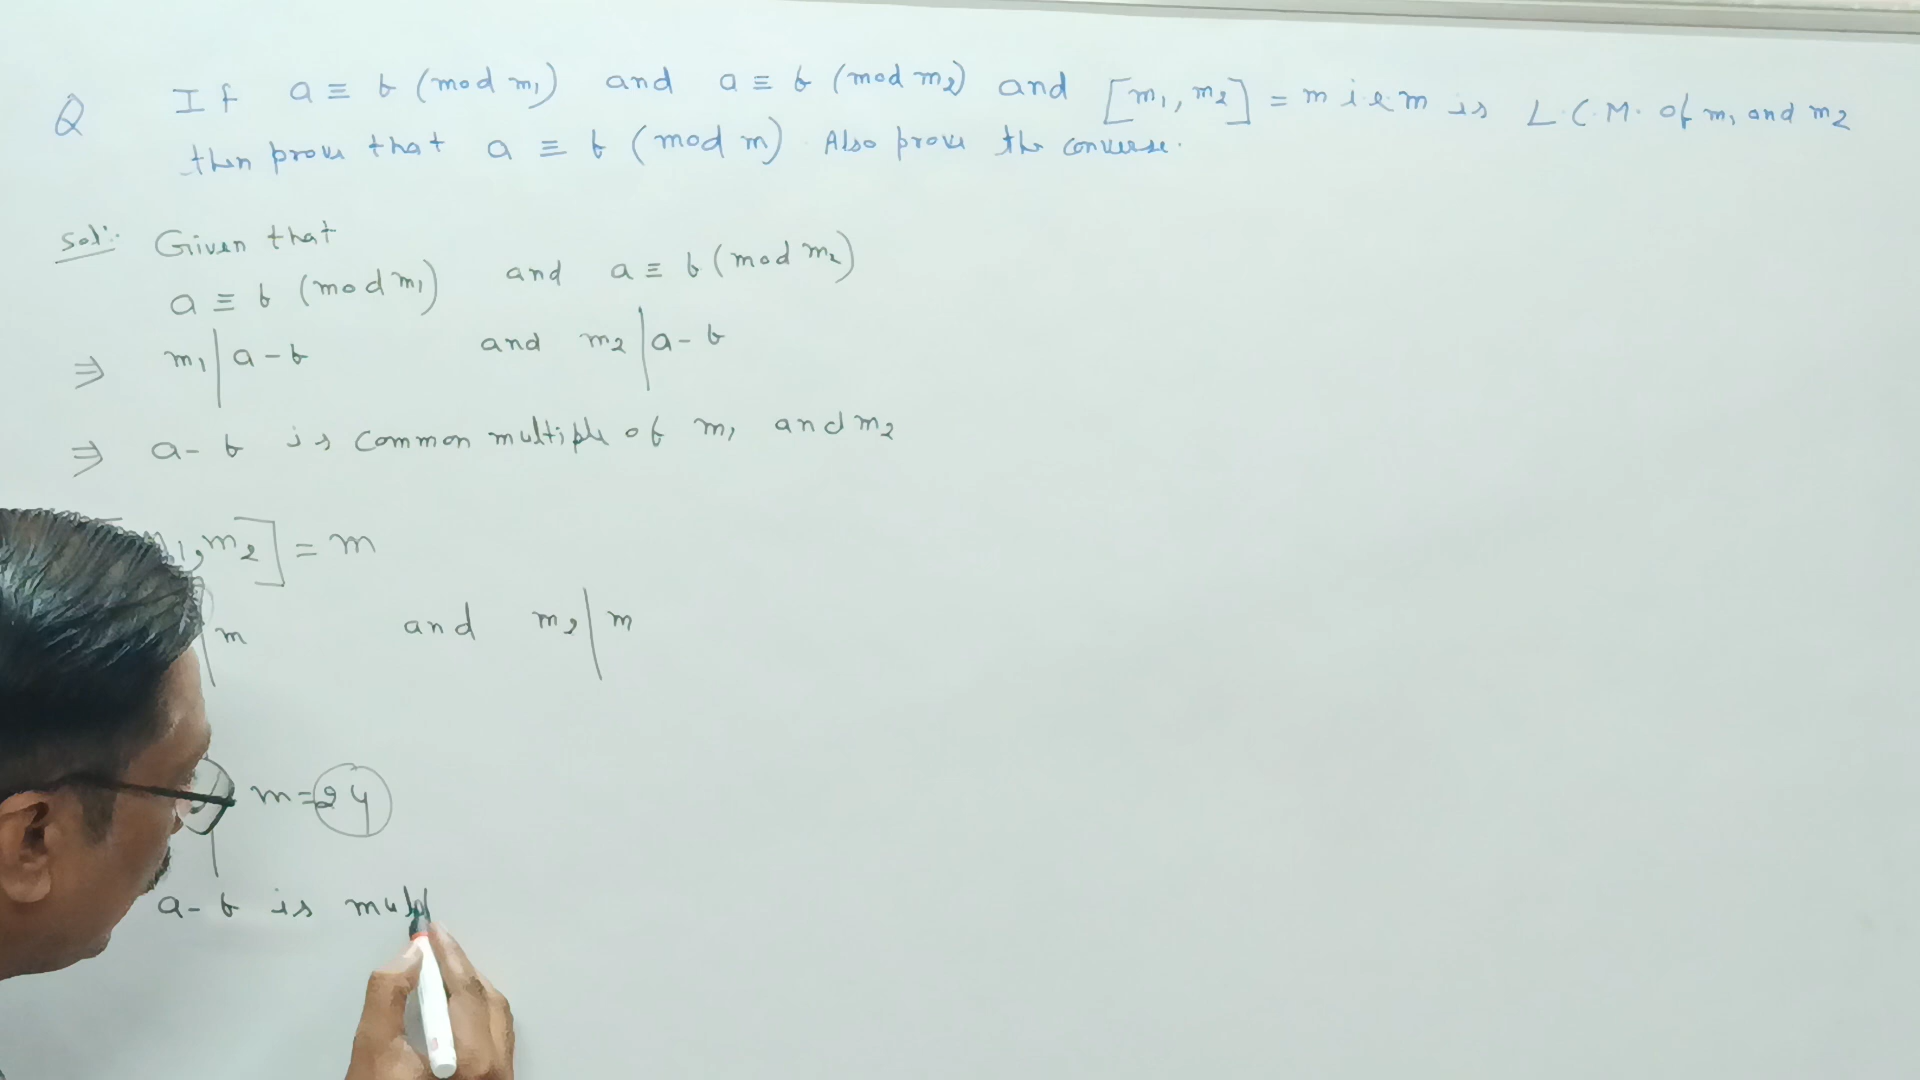 Q If a ≡ b (mod m₁) and a ≡ b (mod m₂) and [m₁, m₂] = m i.e m is L.C.M. of m₁ and m₂
then prove that a ≡ b (mod m). Also prove the converse.
Solⁿ: Given that
a ≡ b (mod m₁) and a ≡ b (mod m₂)
⇒ m₁ | a - b and m₂ | a - b
⇒ a - b is common multiple of m₁ and m₂
, m₂] = m
| m and m₂ | m
m = 24
a - b is mul